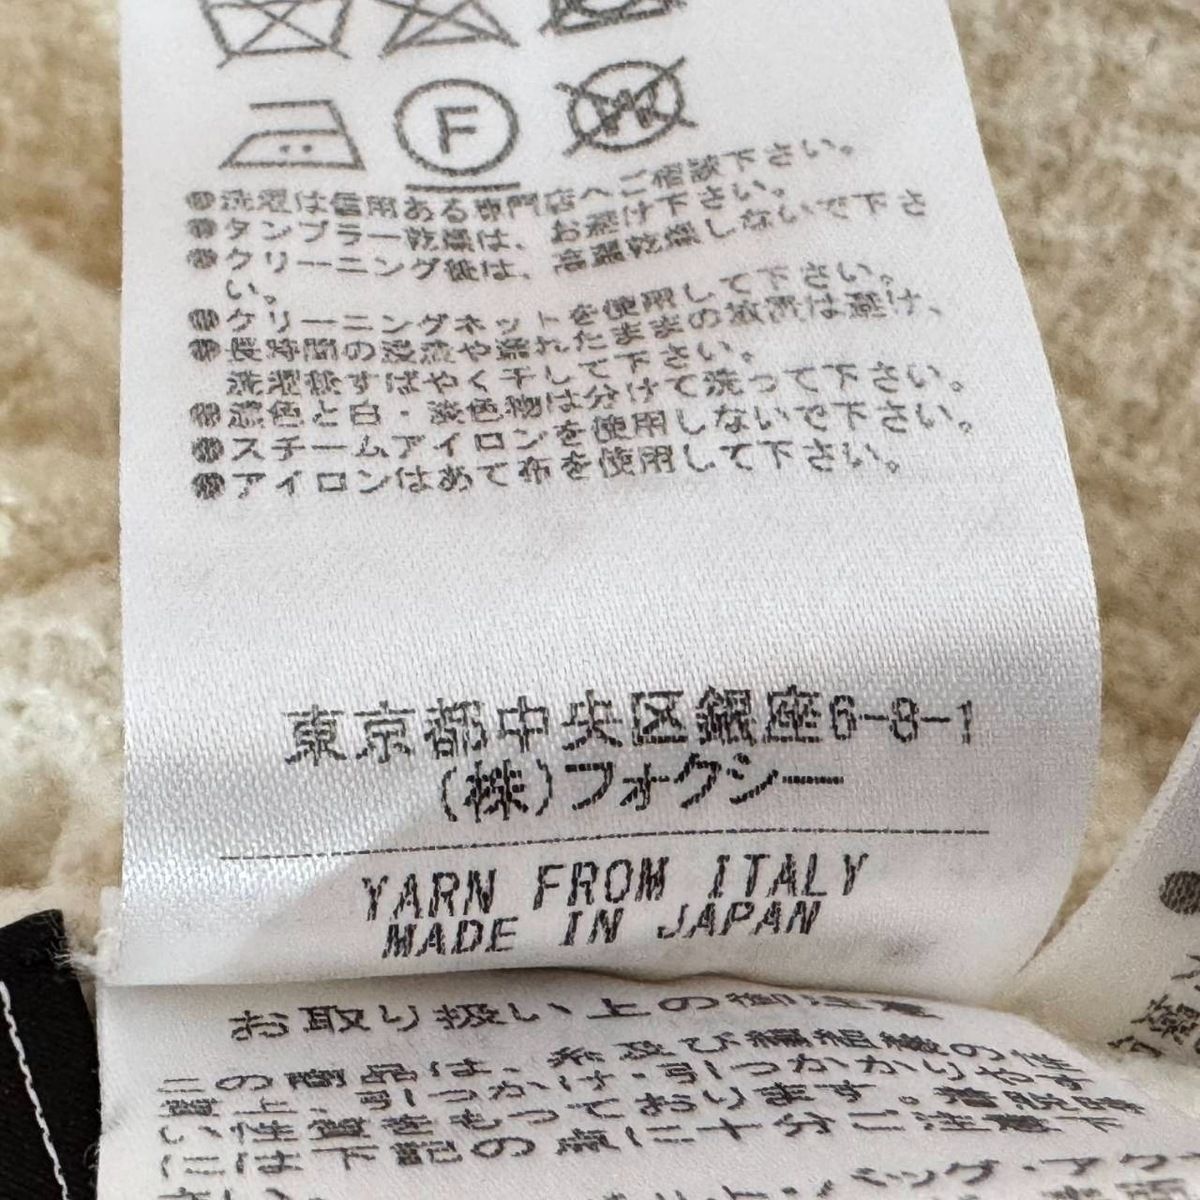 F
W
●洗濯は信用ある専門店へご相談下さい。
●タンブラー乾燥は、お避け下さい。
●クリーニング後は、高温乾燥しないで下さ
い。
●クリーニングネットを使用して下さい。
●長時間の浸漬や濡れたままの放置は避け、
洗濯後すばやく干して下さい。
●濃色と白・淡色物は分けて洗って下さい。
●スチームアイロンを使用しないで下さい。
●アイロンはあて布を使用して下さい。
東京都中央区銀座6-8-1
(株)フォクシー
YARN FROM ITALY
MADE IN JAPAN
お取り扱い上の御注意
この商品は、糸及び編組織の性
質上、引っかけ・引っかかりやす
い性質をもっております。着脱時
には下記の点に十分に注意下